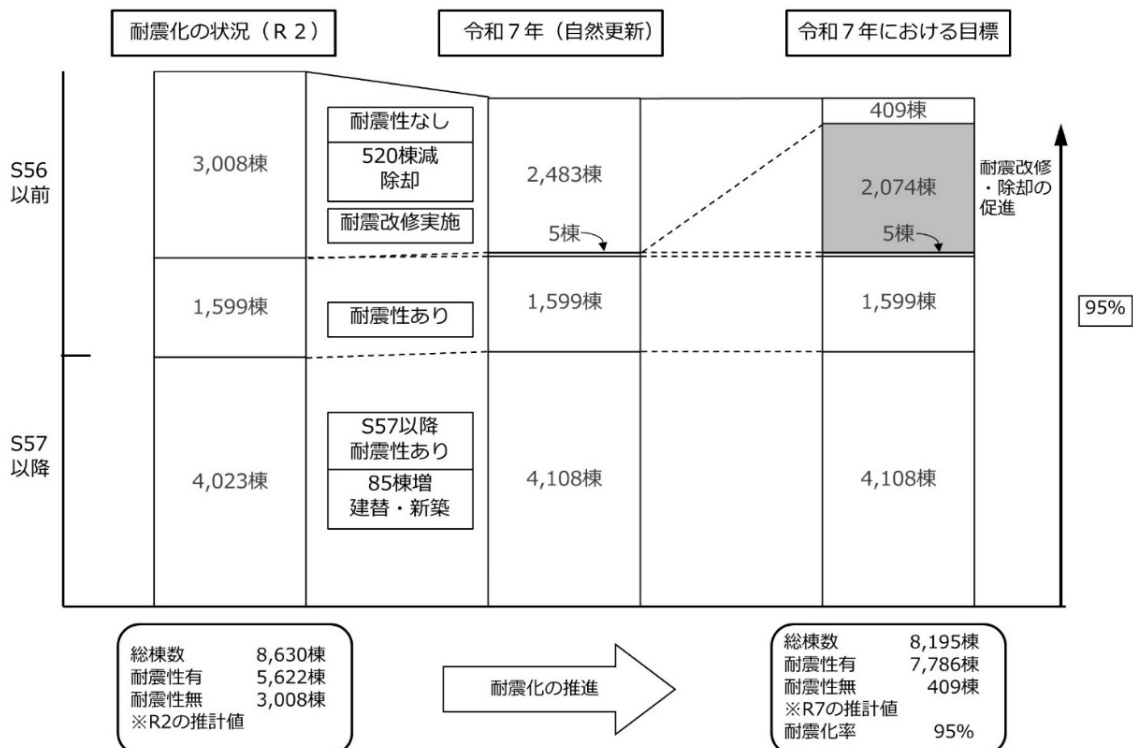 耐震化の状況（R２）
令和７年（自然更新）
令和７年における目標
S56
以前
S57
以降
3,008棟
1,599棟
4,023棟
耐震性なし
520棟減
除却
耐震改修実施
耐震性あり
S57以降
耐震性あり
85棟増
建替・新築
2,483棟
5棟
1,599棟
4,108棟
409棟
2,074棟
5棟
1,599棟
4,108棟
耐震改修
・除却の
促進
95%
総棟数 8,630棟
耐震性有 5,622棟
耐震性無 3,008棟
※R2の推計値
耐震化の推進
総棟数 8,195棟
耐震性有 7,786棟
耐震性無 409棟
※R7の推計値
耐震化率 95%